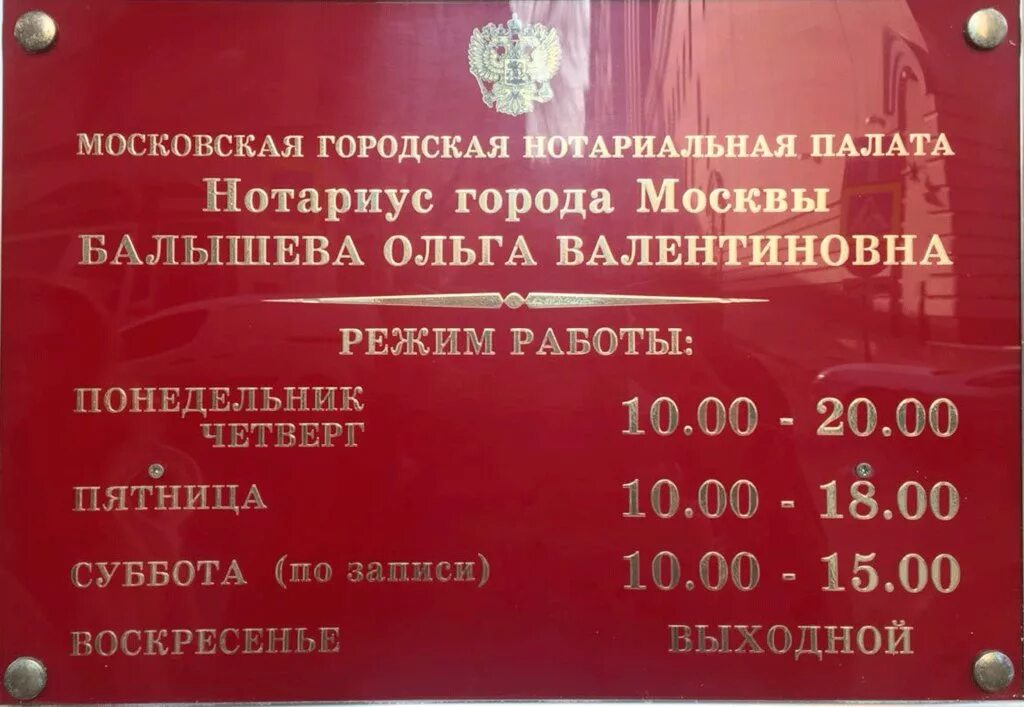 МОСКОВСКАЯ ГОРОДСКАЯ НОТАРИАЛЬНАЯ ПАЛАТА
Нотариус города Москвы
БАЛЫШЕВА ОЛЬГА ВАЛЕНТИНОВНА
РЕЖИМ РАБОТЫ:
ПОНЕДЕЛЬНИК
ЧЕТВЕРГ 10.00 - 20.00
ПЯТНИЦА 10.00 - 18.00
СУББОТА (по записи) 10.00 - 15.00
ВОСКРЕСЕНЬЕ ВЫХОДНОЙ